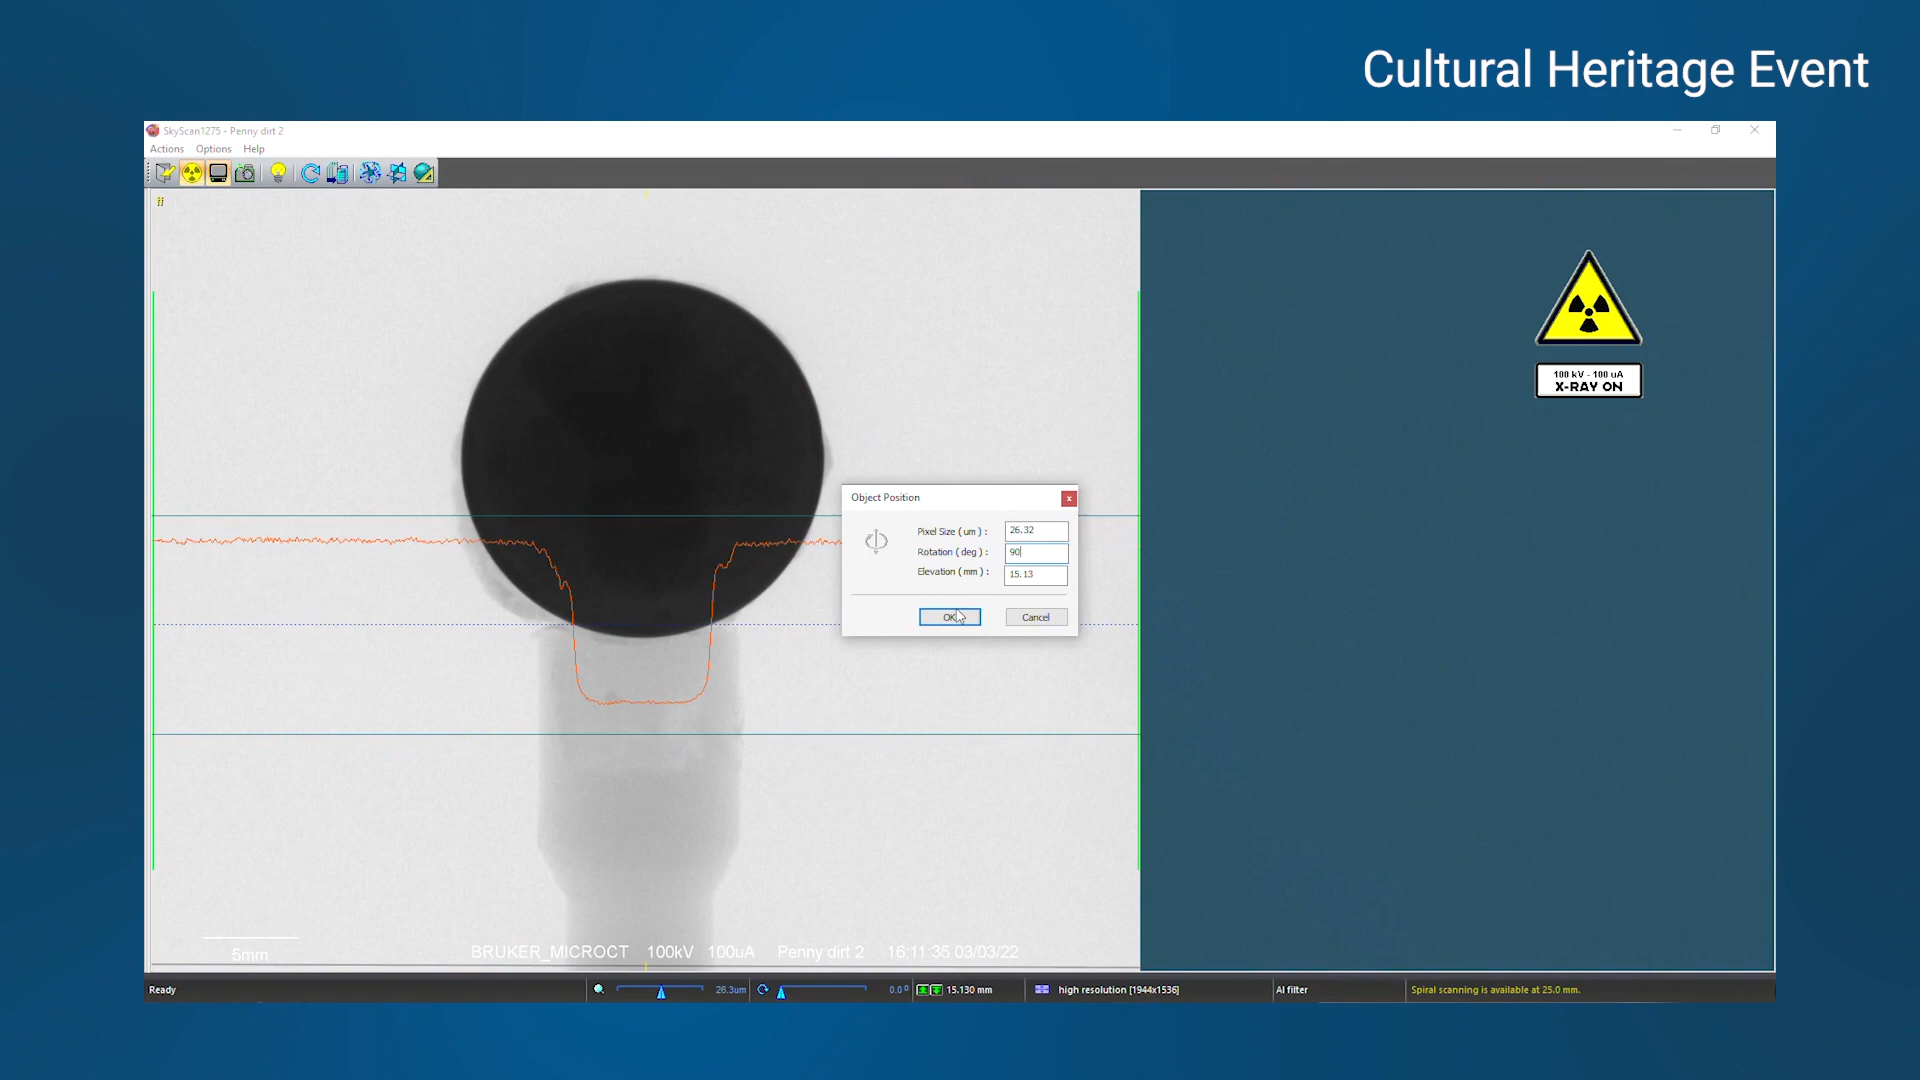 Cultural Heritage Event
SkyScan1275 - Penny dirt 2
Actions Options Help
ff
100 kV - 100 uA
X-RAY ON
Object Position
x
Pixel Size ( um ) : 26.32
Rotation ( deg ) : 90
Elevation ( mm ) : 15.13
OK Cancel
5mm
BRUKER_MICROCT 100kV 100uA Penny dirt 2 16:11:35 03/03/22
Ready 26.3um 0.0° 15.130 mm high resolution [1944x1536] Al filter Spiral scanning is available at 25.0 mm.